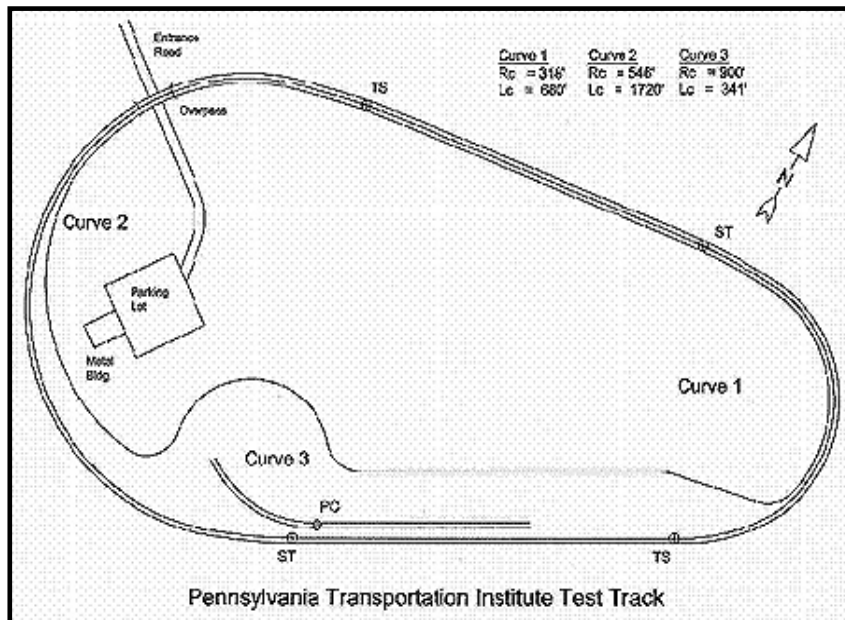 Entrance
Road
Overpass
TS
Curve 1
Rc = 316'
Lc = 680'
Curve 2
Rc = 546'
Lc = 1720'
Curve 3
Rc = 900'
Lc = 341'
N
ST
Curve 2
Parking
Lot
Metal
Bldg
Curve 1
Curve 3
PC
ST
TS
Pennsylvania Transportation Institute Test Track